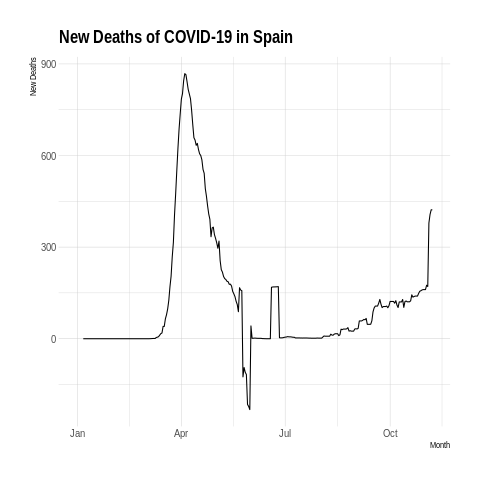 New Deaths of COVID-19 in Spain
New Deaths
900
600
300
0
Jan Apr Jul Oct
Month